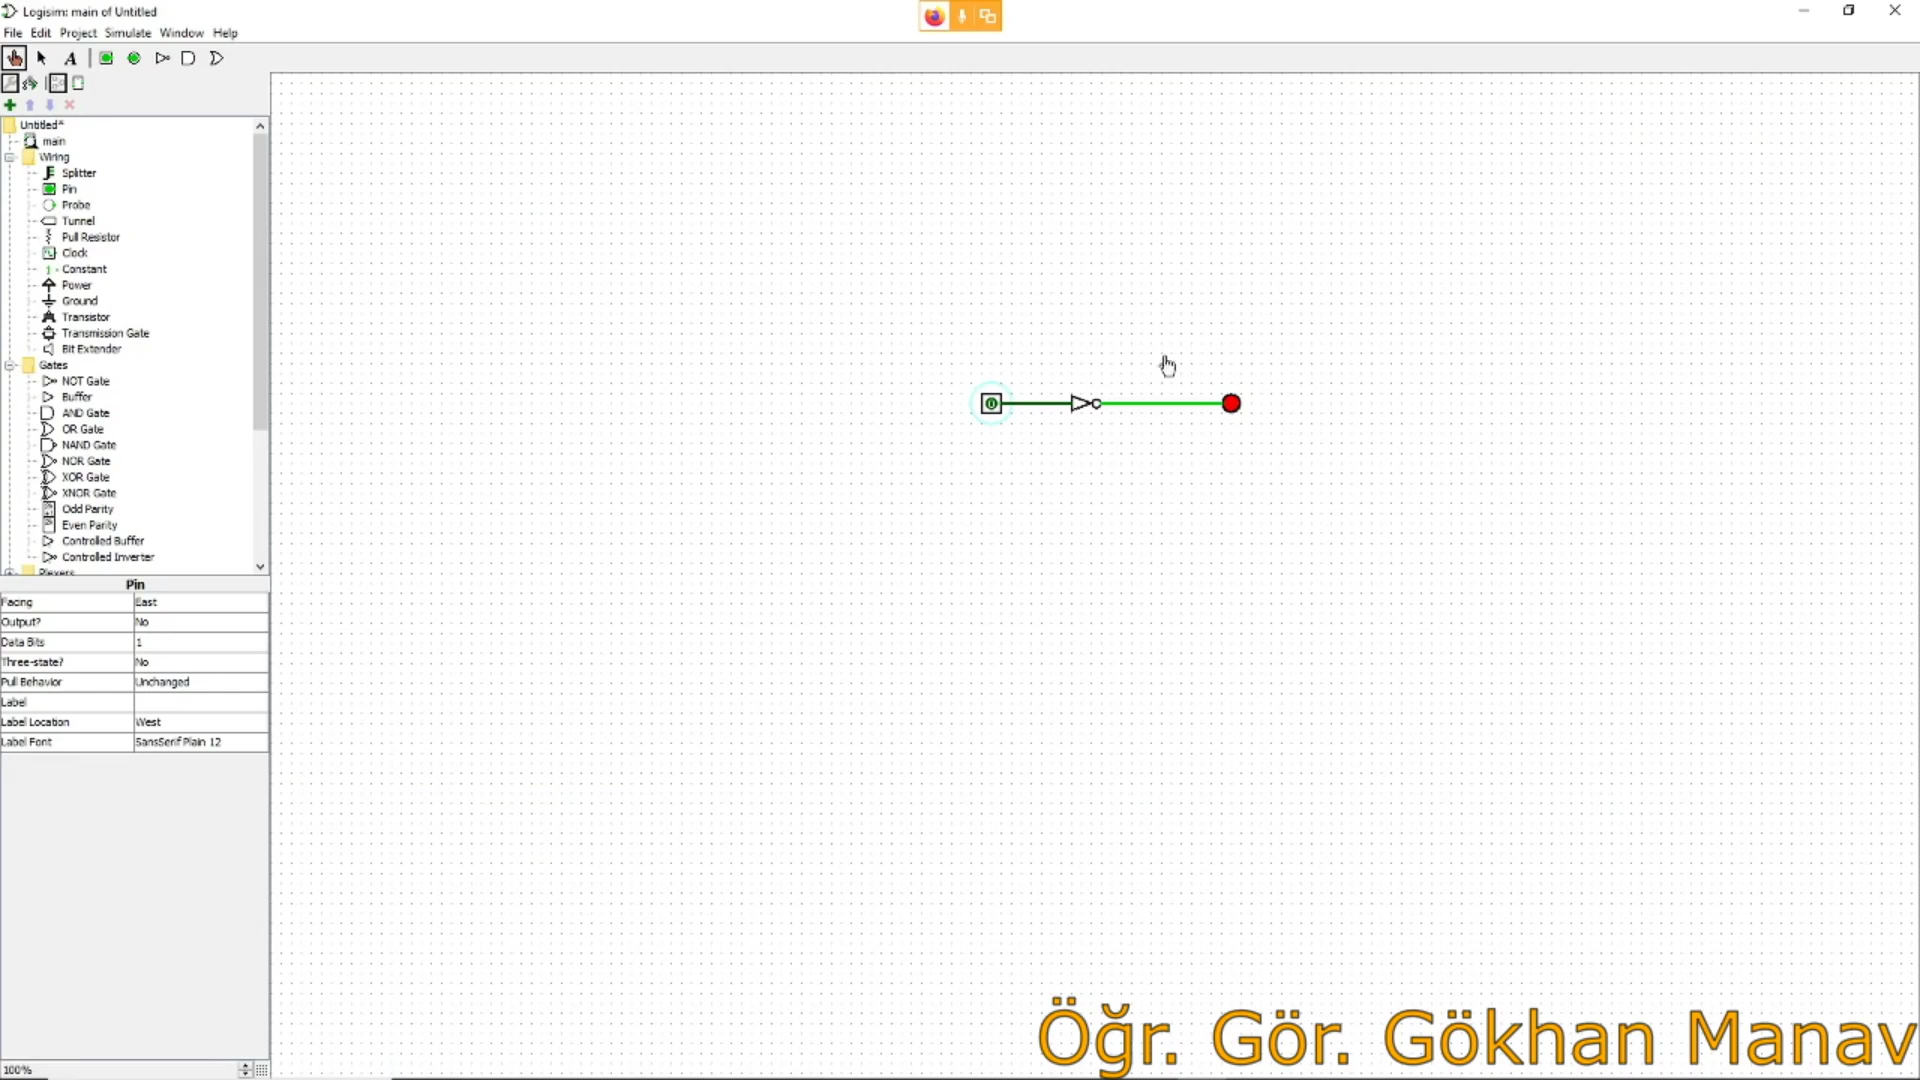 Logisim: main of Untitled
File Edit Project Simulate Window Help
A
Untitled*
main
Wiring
Splitter
Pin
Probe
Tunnel
Pull Resistor
Clock
Constant
Power
Ground
Transistor
Transmission Gate
Bit Extender
Gates
NOT Gate
Buffer
AND Gate
OR Gate
NAND Gate
NOR Gate
XOR Gate
XNOR Gate
Odd Parity
Even Parity
Controlled Buffer
Controlled Inverter
Plexers
Pin
Facing East
Output? No
Data Bits 1
Three-state? No
Pull Behavior Unchanged
Label
Label Location West
Label Font SansSerif Plain 12
100%
0
Öğr. Gör. Gökhan Manav